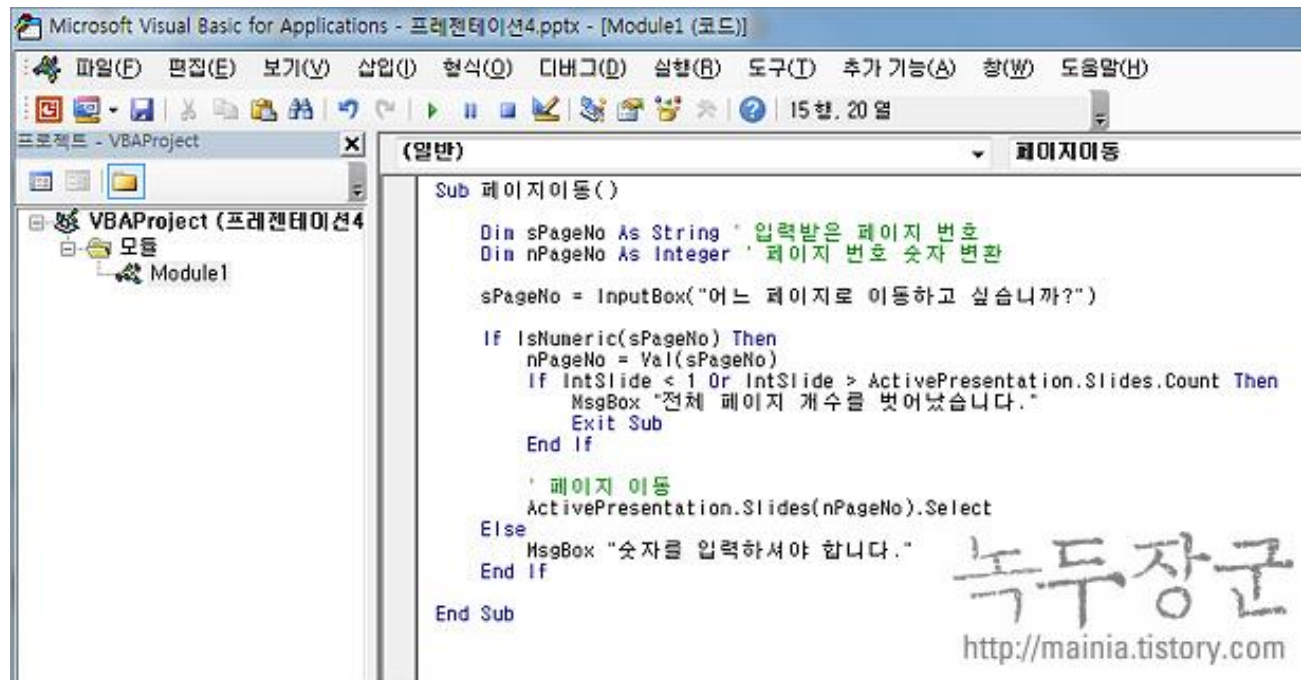 Microsoft Visual Basic for Applications - 프레젠테이션4.pptx - [Module1 (코드)]
파일(F) 편집(E) 보기(V) 삽입(I) 형식(O) 디버그(D) 실행(R) 도구(T) 추가 기능(A) 창(W) 도움말(H)
15 행, 20 열
프로젝트 - VBAProject
(일반)
페이지이동
VBAProject (프레젠테이션4
모듈
Module1
Sub 페이지이동()
Dim sPageNo As String ' 입력받은 페이지 번호
Dim nPageNo As Integer ' 페이지 번호 숫자 변환
sPageNo = InputBox("어느 페이지로 이동하고 싶습니까?")
If IsNumeric(sPageNo) Then
nPageNo = Val(sPageNo)
If IntSlide < 1 Or IntSlide > ActivePresentation.Slides.Count Then
MsgBox "전체 페이지 개수를 벗어났습니다."
Exit Sub
End If
' 페이지 이동
ActivePresentation.Slides(nPageNo).Select
Else
MsgBox "숫자를 입력하셔야 합니다."
End If
End Sub
녹두장군
http://mainia.tistory.com